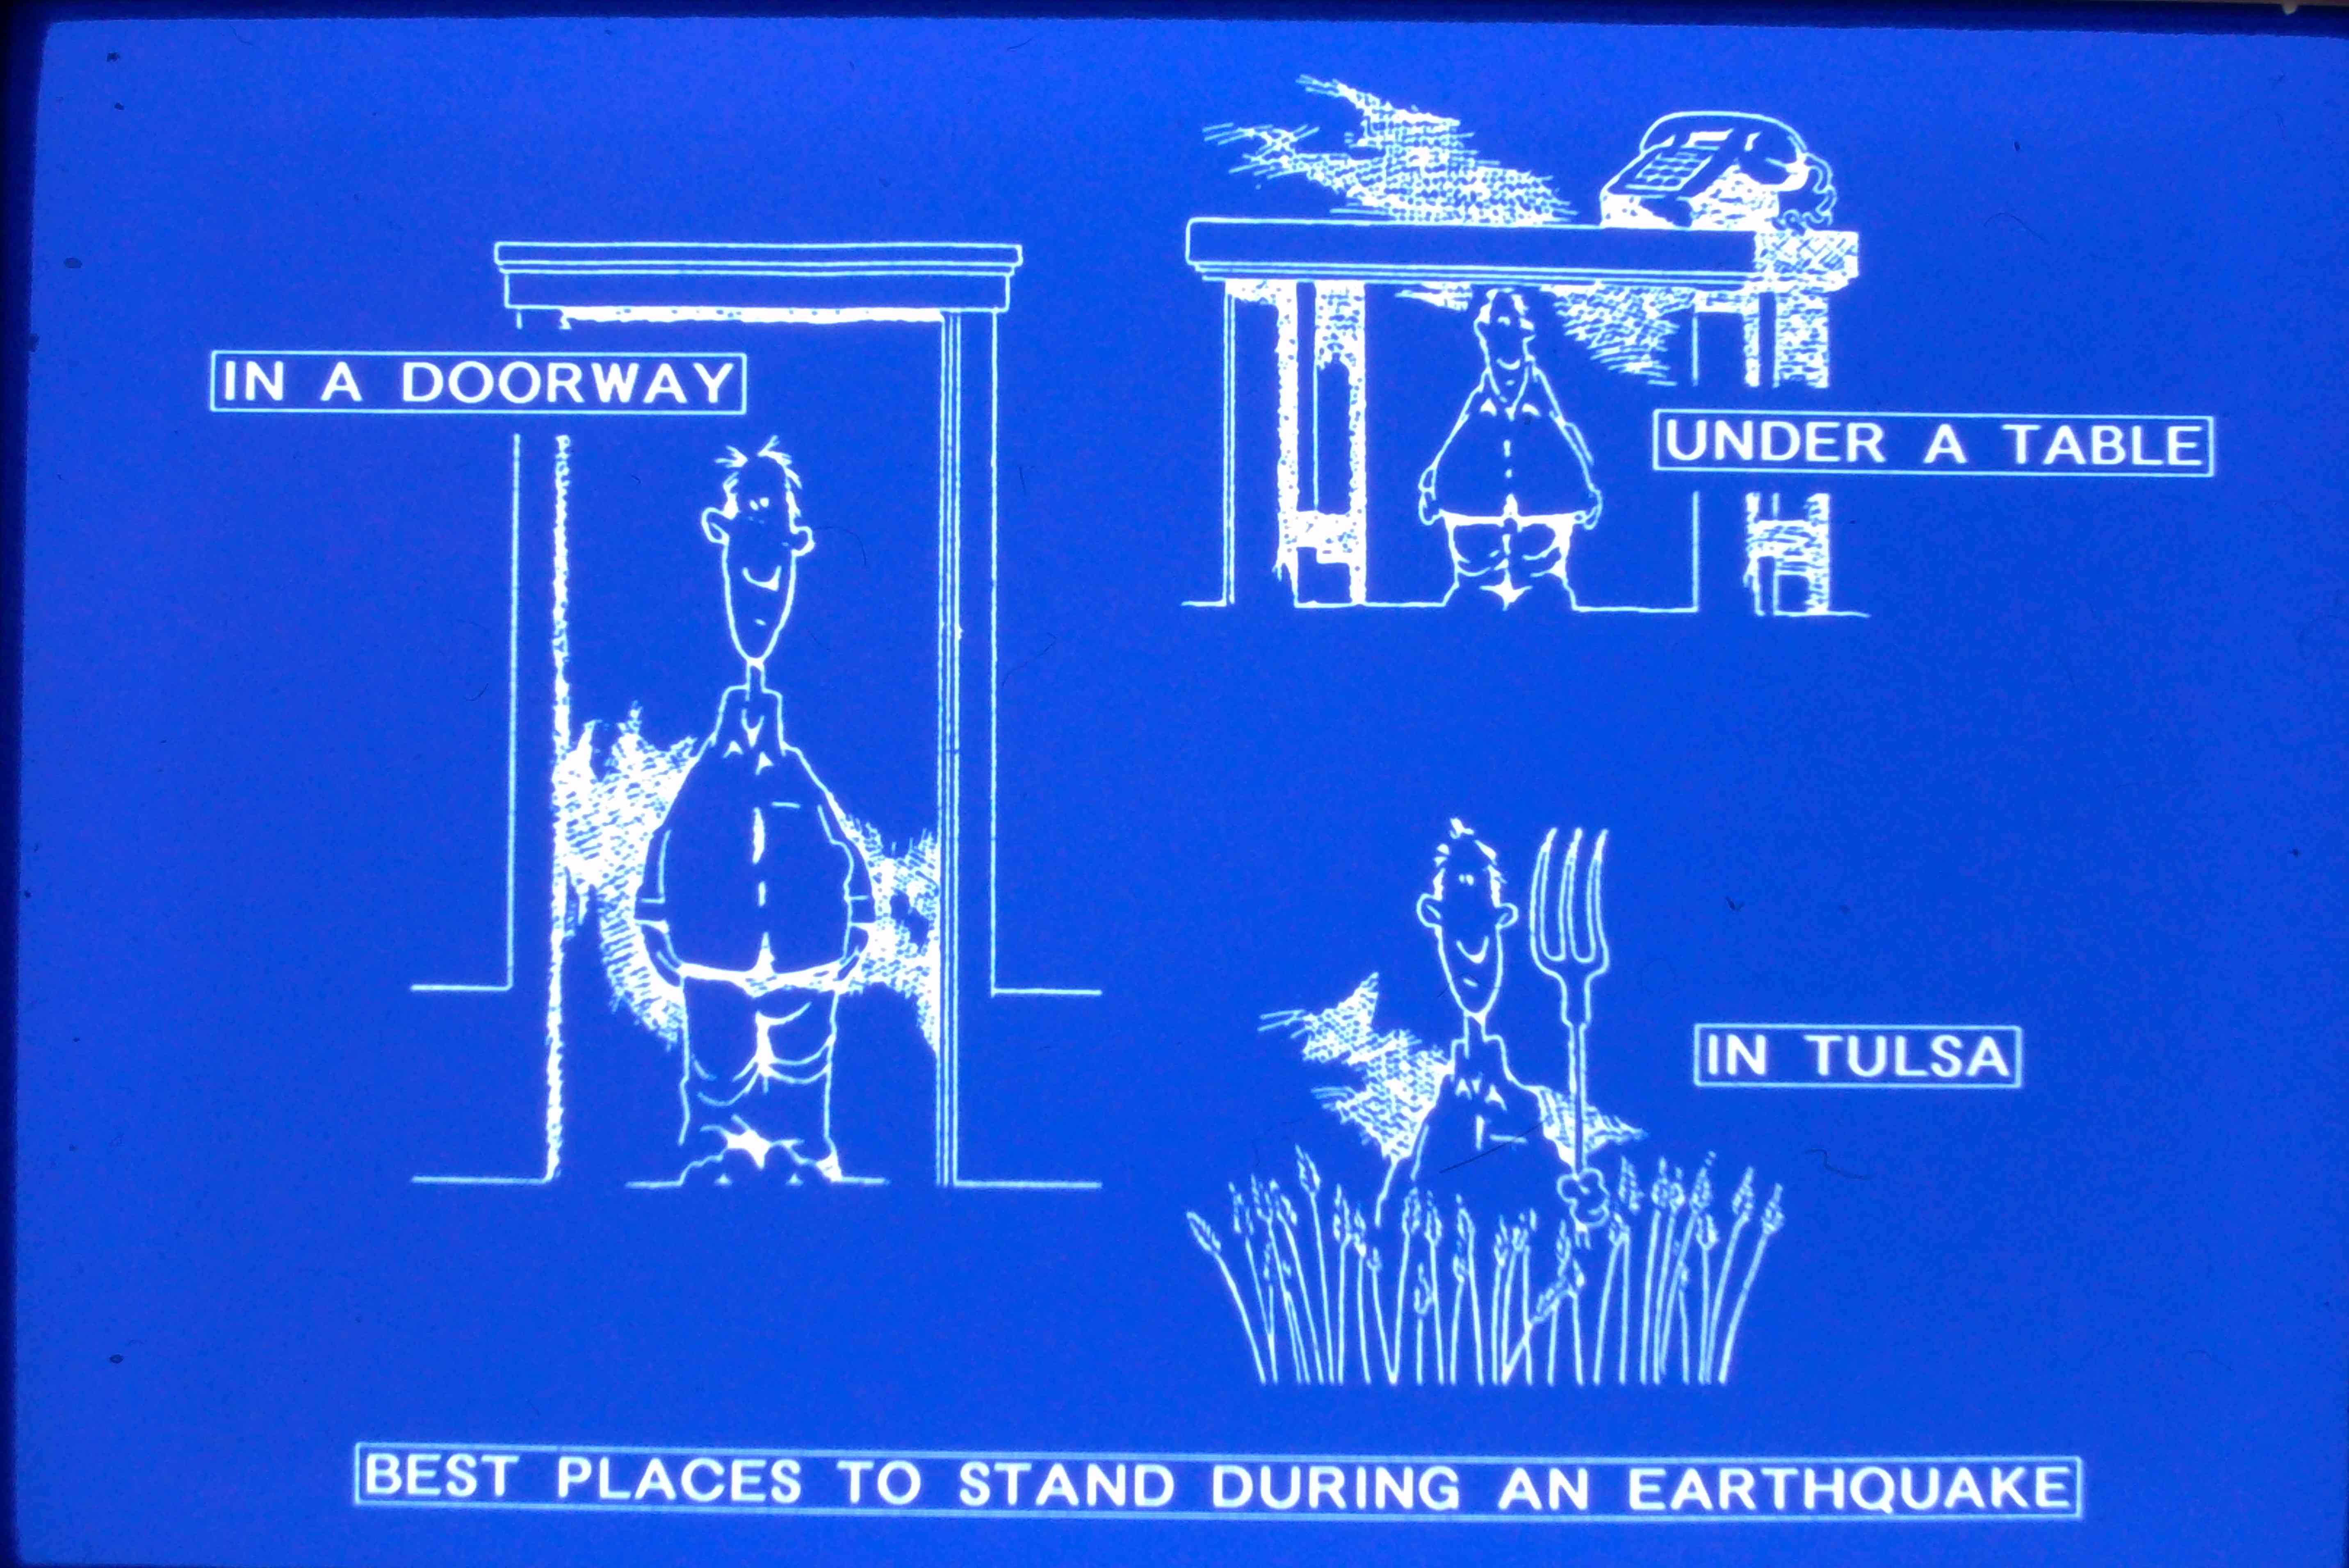 IN A DOORWAY
UNDER A TABLE
IN TULSA
BEST PLACES TO STAND DURING AN EARTHQUAKE